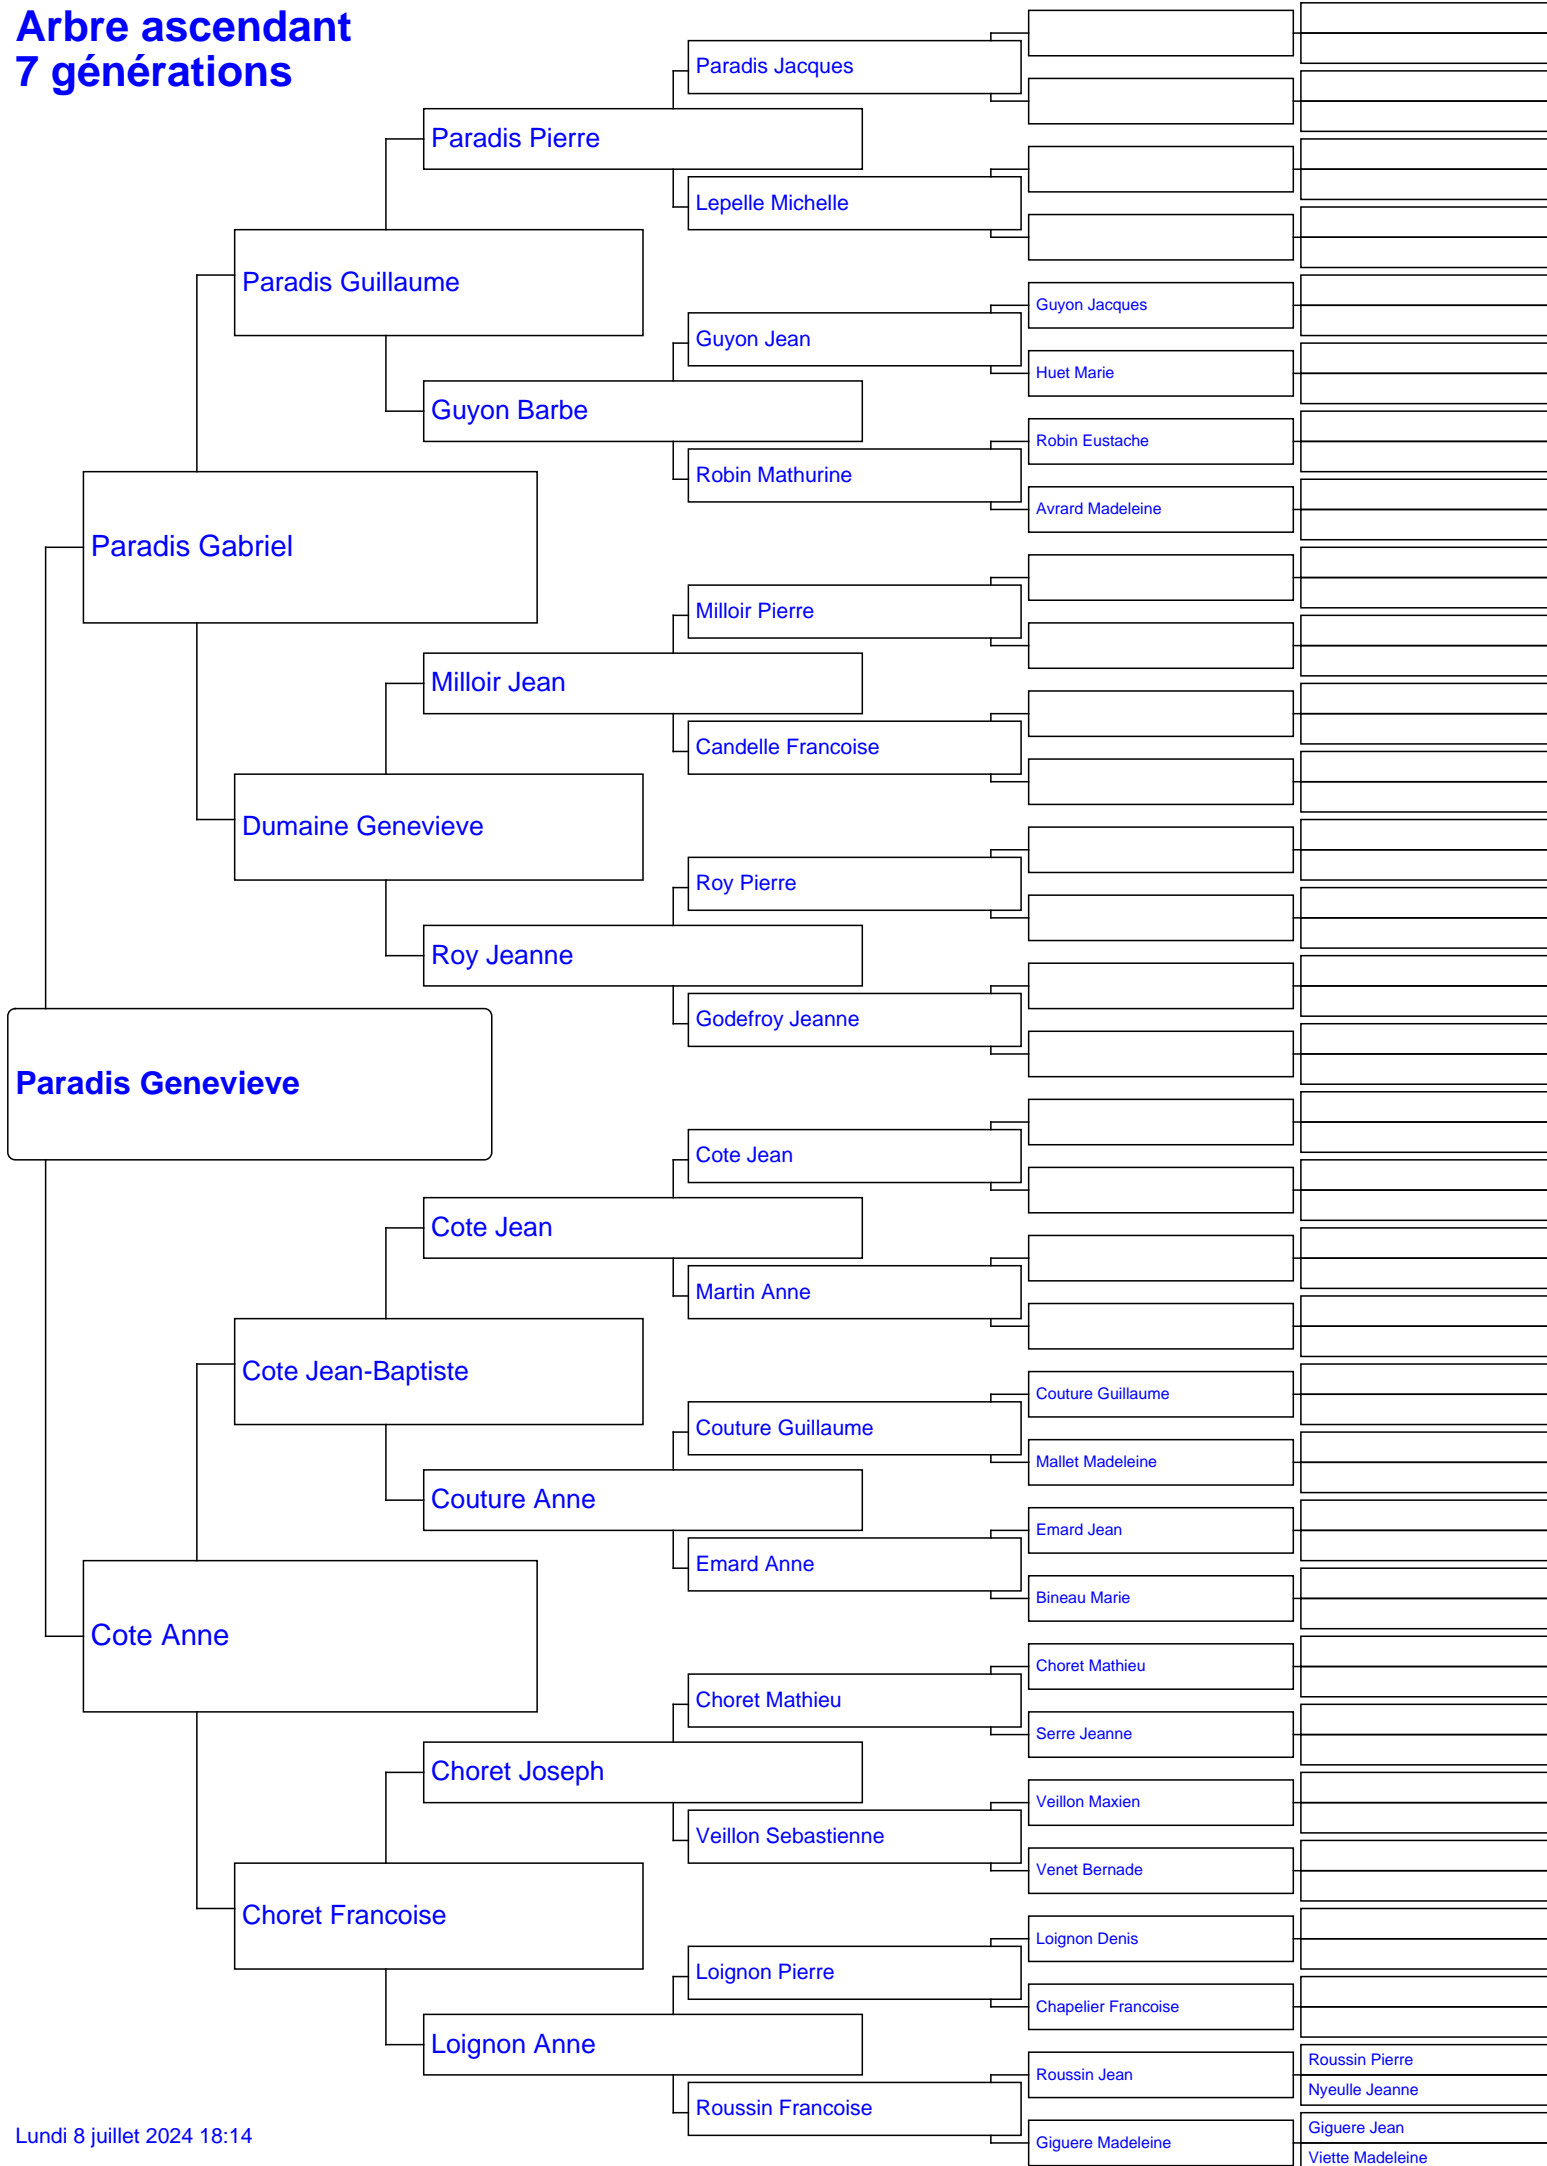 Arbre ascendant
7 générations
Paradis Jacques
Paradis Pierre
Lepelle Michelle
Paradis Guillaume
Guyon Jacques
Guyon Jean
Huet Marie
Guyon Barbe
Robin Eustache
Robin Mathurine
Avrard Madeleine
Paradis Gabriel
Milloir Pierre
Milloir Jean
Candelle Francoise
Dumaine Genevieve
Roy Pierre
Roy Jeanne
Godefroy Jeanne
Paradis Genevieve
Cote Jean
Cote Jean
Martin Anne
Cote Jean-Baptiste
Couture Guillaume
Couture Guillaume
Mallet Madeleine
Couture Anne
Emard Jean
Emard Anne
Bineau Marie
Cote Anne
Choret Mathieu
Choret Mathieu
Serre Jeanne
Choret Joseph
Veillon Maxien
Veillon Sebastienne
Venet Bernade
Choret Francoise
Loignon Denis
Loignon Pierre
Chapelier Francoise
Loignon Anne
Roussin Pierre
Roussin Jean
Nyeulle Jeanne
Roussin Francoise
Giguere Jean
Giguere Madeleine
Viette Madeleine
Lundi 8 juillet 2024 18:14